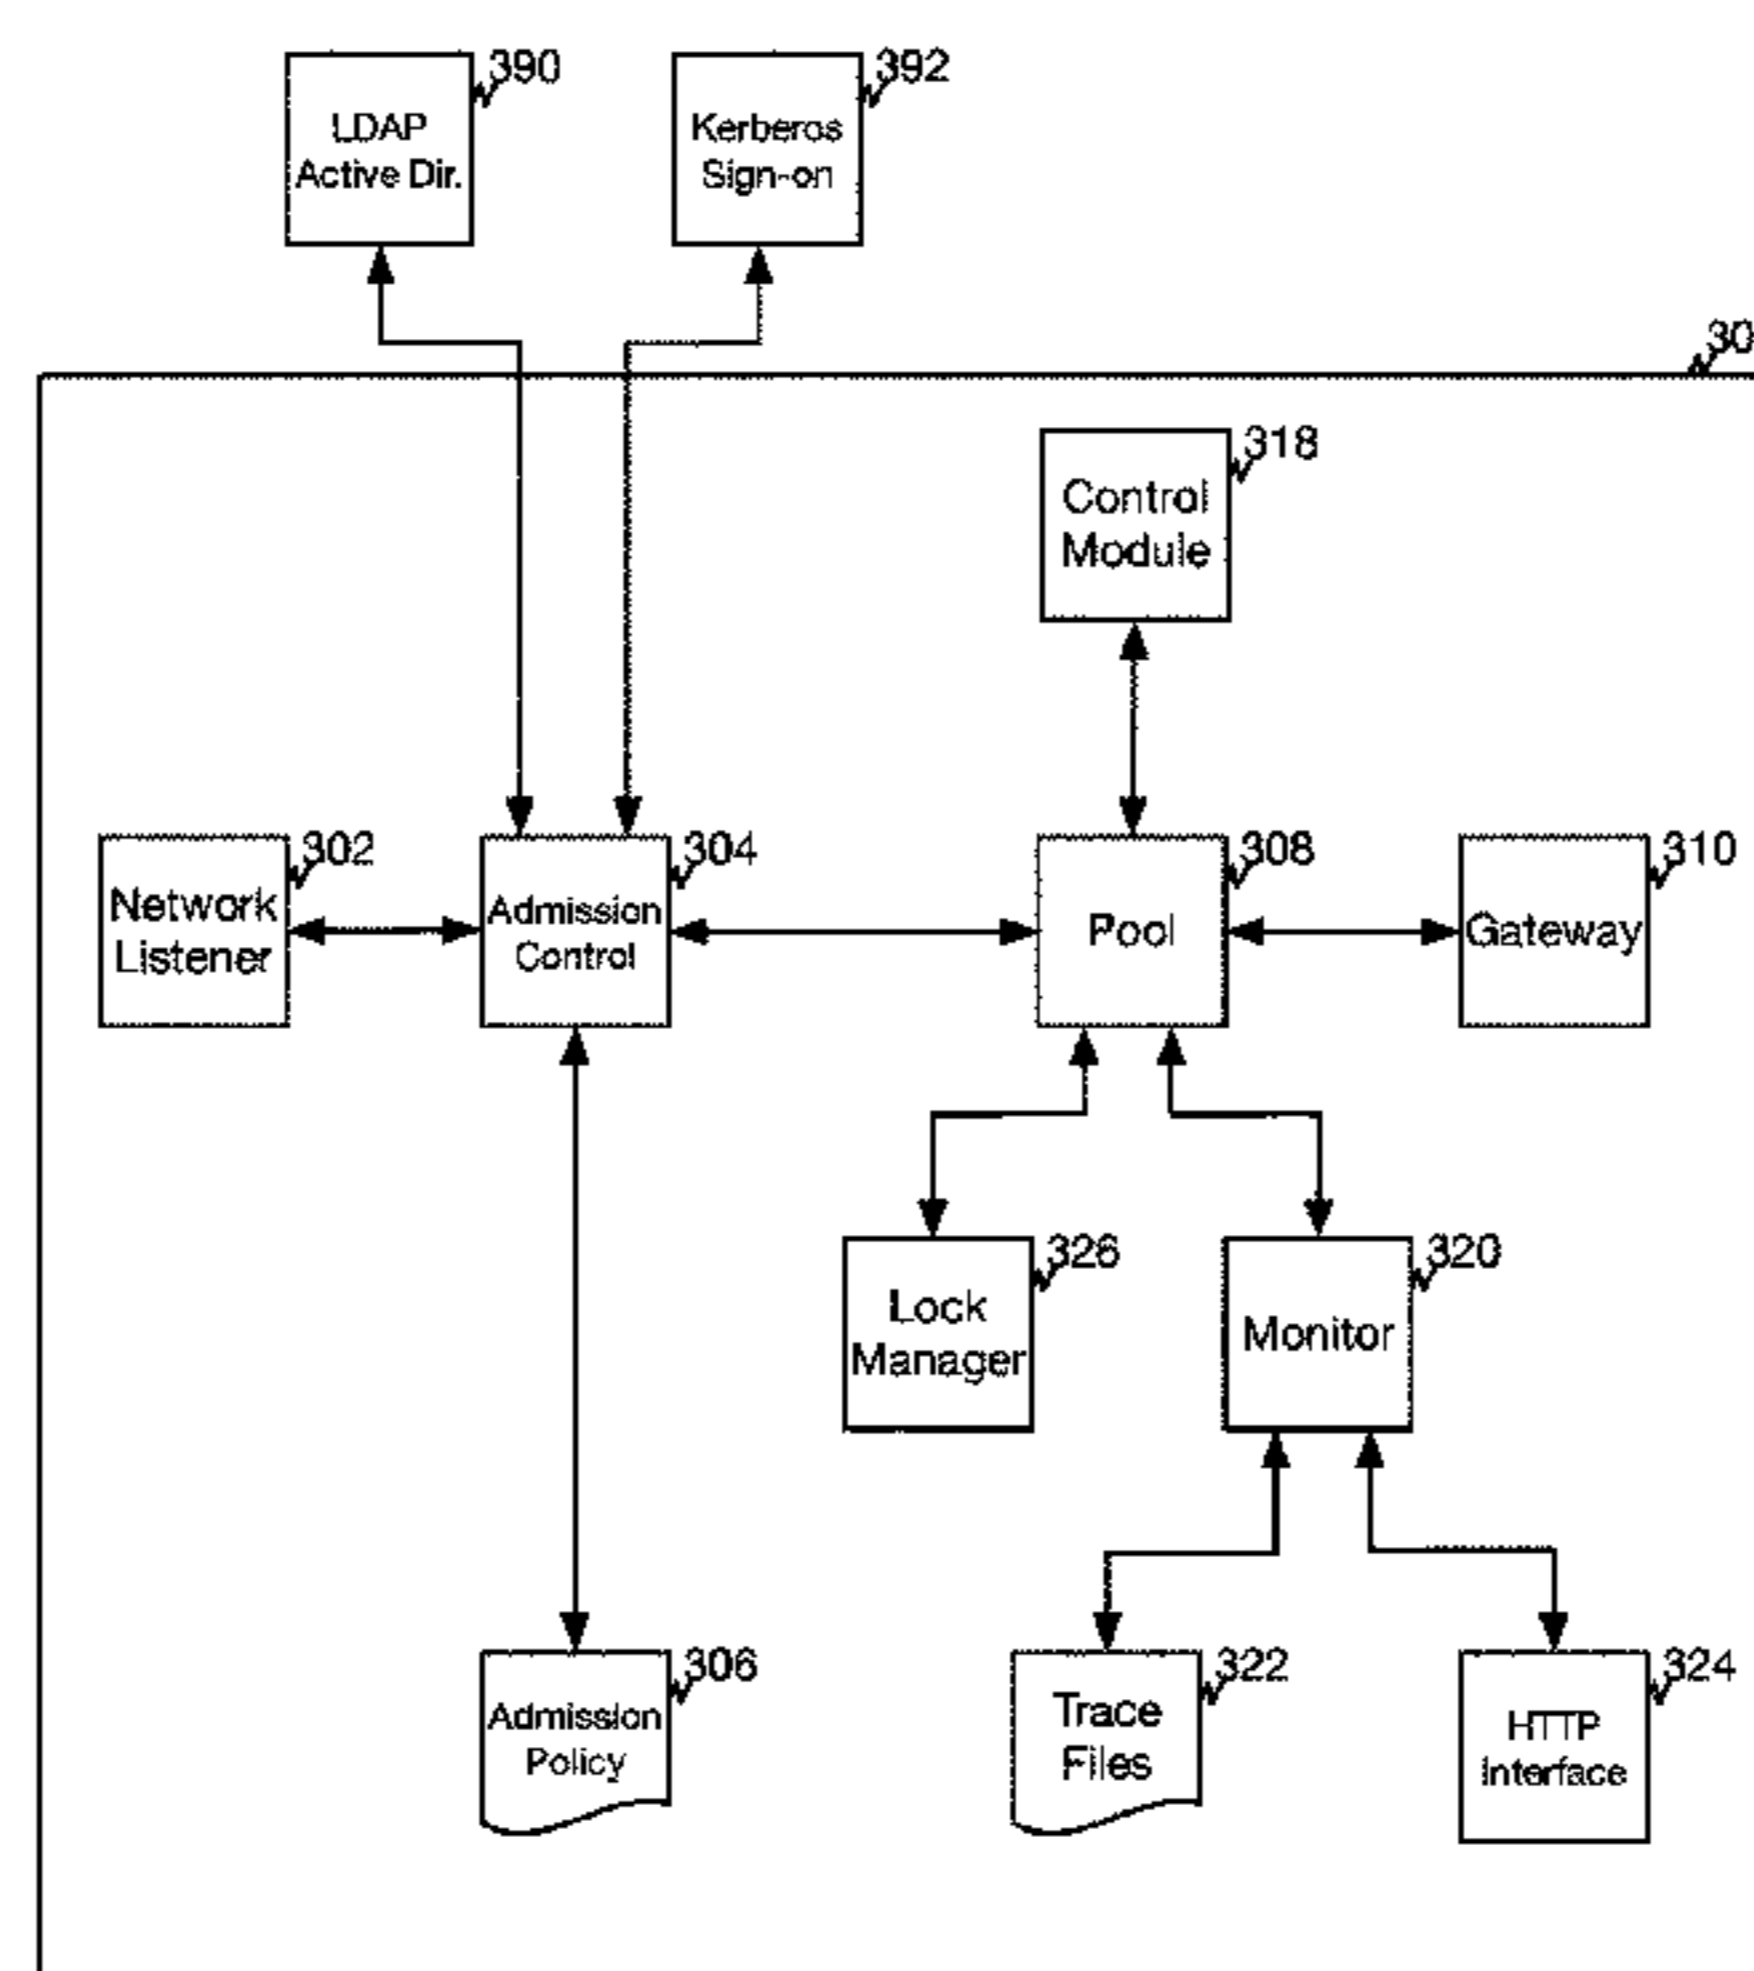 390
LDAP
Active Dir.
392
Kerberos
Sign-on
30
318
Control
Module
302
Network
Listener
304
Admission
Control
308
Pool
310
Gateway
326
Lock
Manager
320
Monitor
306
Admission
Policy
322
Trace
Files
324
HTTP
Interface